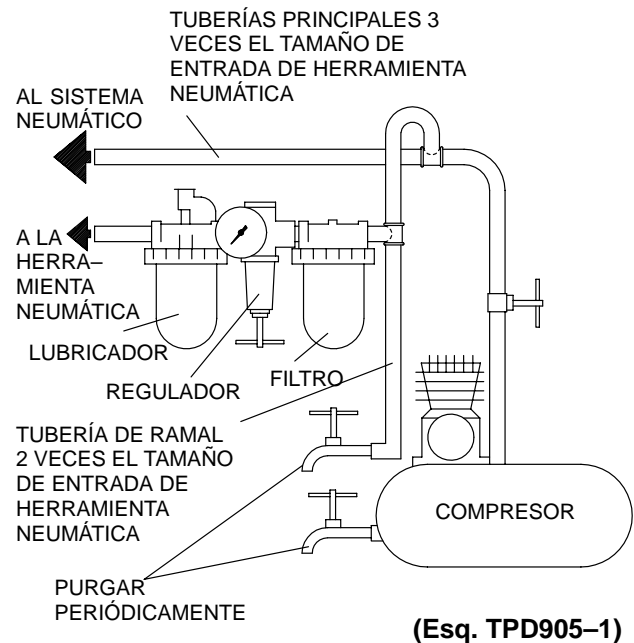 TUBERÍAS PRINCIPALES 3
VECES EL TAMAÑO DE
ENTRADA DE HERRAMIENTA
NEUMÁTICA
AL SISTEMA
NEUMÁTICO
A LA
HERRA–
MIENTA
NEUMÁTICA
LUBRICADOR
REGULADOR
FILTRO
TUBERÍA DE RAMAL
2 VECES EL TAMAÑO
DE ENTRADA DE
HERRAMIENTA
NEUMÁTICA
COMPRESOR
PURGAR
PERIÓDICAMENTE
(Esq. TPD905–1)